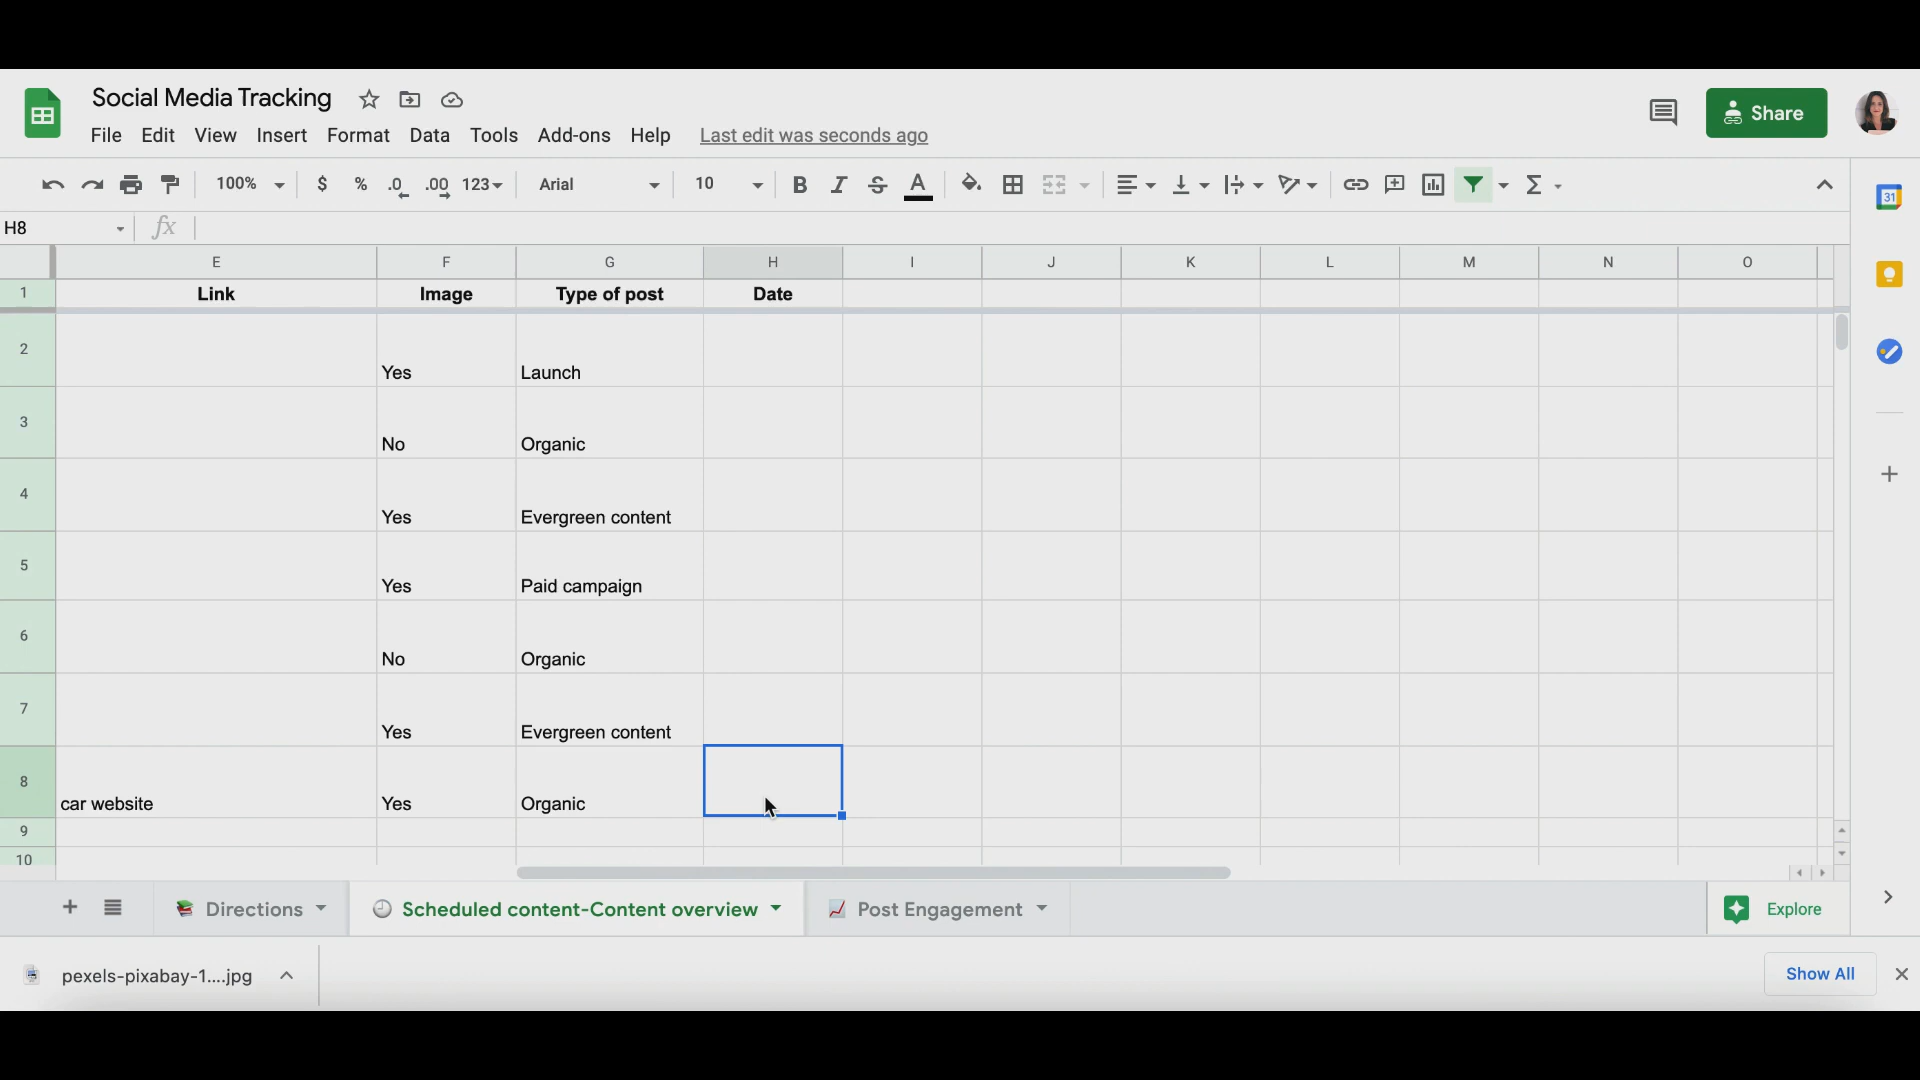 Social Media Tracking
File Edit View Insert Format Data Tools Add-ons Help Last edit was seconds ago
Share
100% $ % .0 .00 123 Arial 10 B I S A Σ
31
H8 fx
E F G H I J K L M N O
1 Link Image Type of post Date
2 Yes Launch
3 No Organic
4 Yes Evergreen content
5 Yes Paid campaign
6 No Organic
7 Yes Evergreen content
8 car website Yes Organic
9
10
+ Directions Scheduled content-Content overview Post Engagement Explore
pexels-pixabay-1....jpg Show All